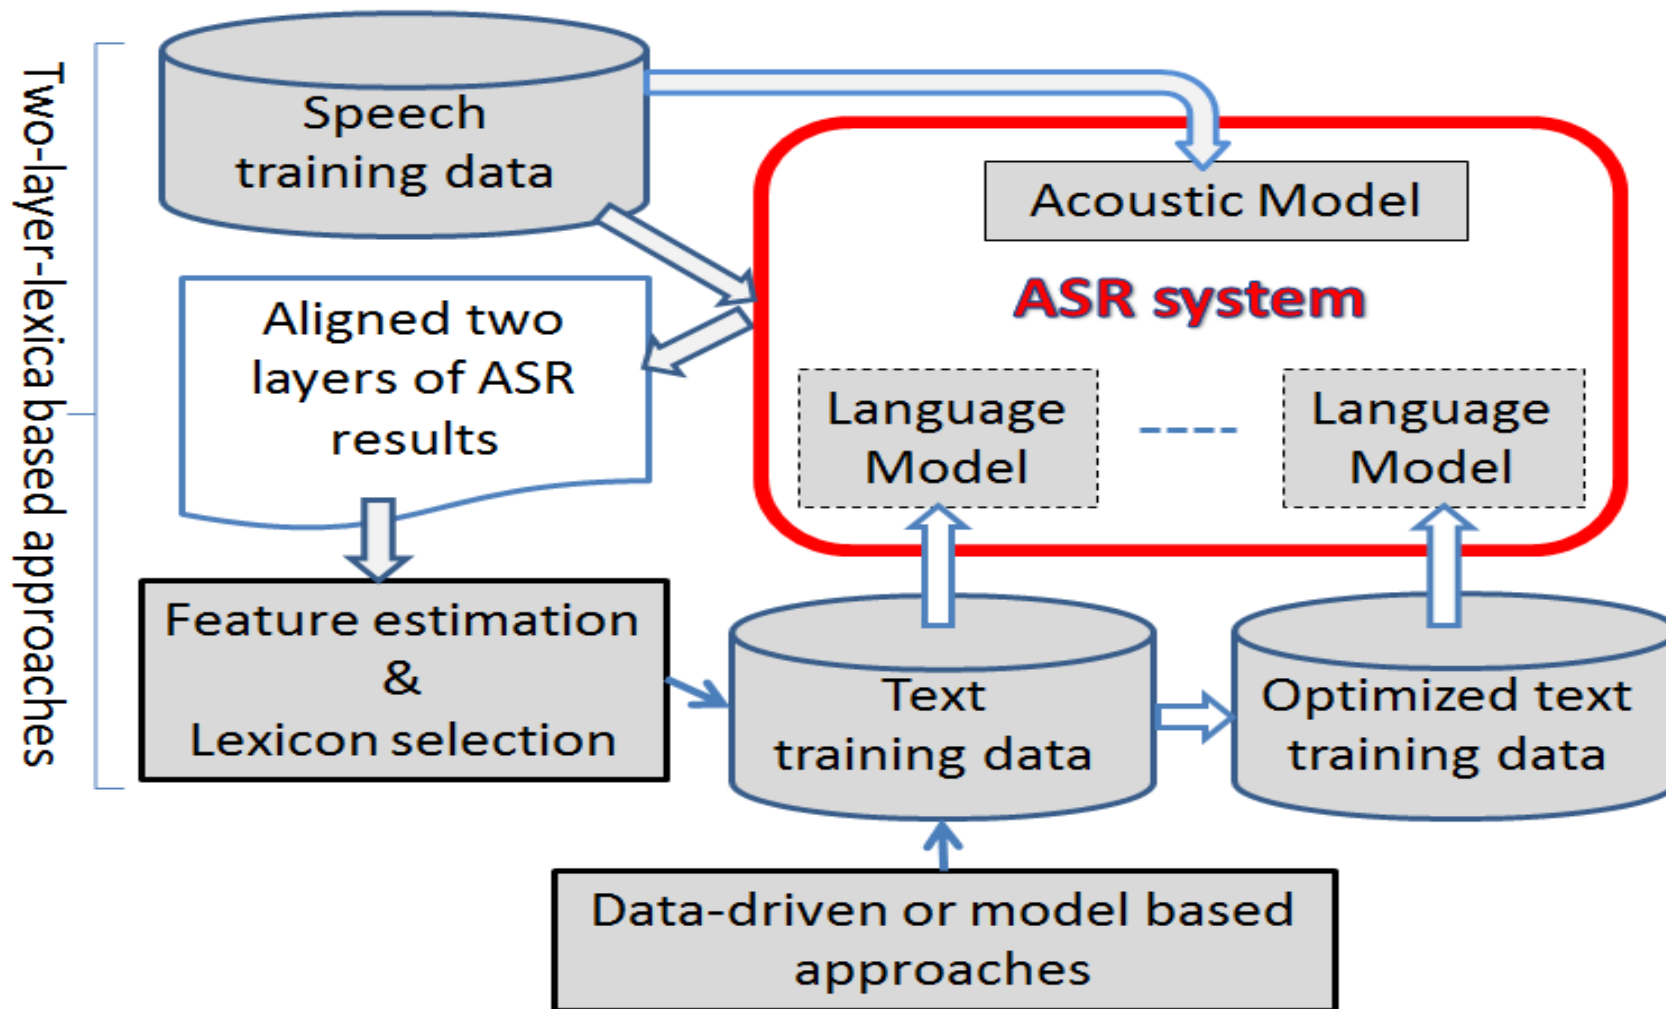 Two-layer-lexica based approaches
Speech
training data
Acoustic Model
ASR system
Aligned two
layers of ASR
results
Language
Model
Language
Model
Feature estimation
&
Lexicon selection
Text
training data
Optimized text
training data
Data-driven or model based
approaches